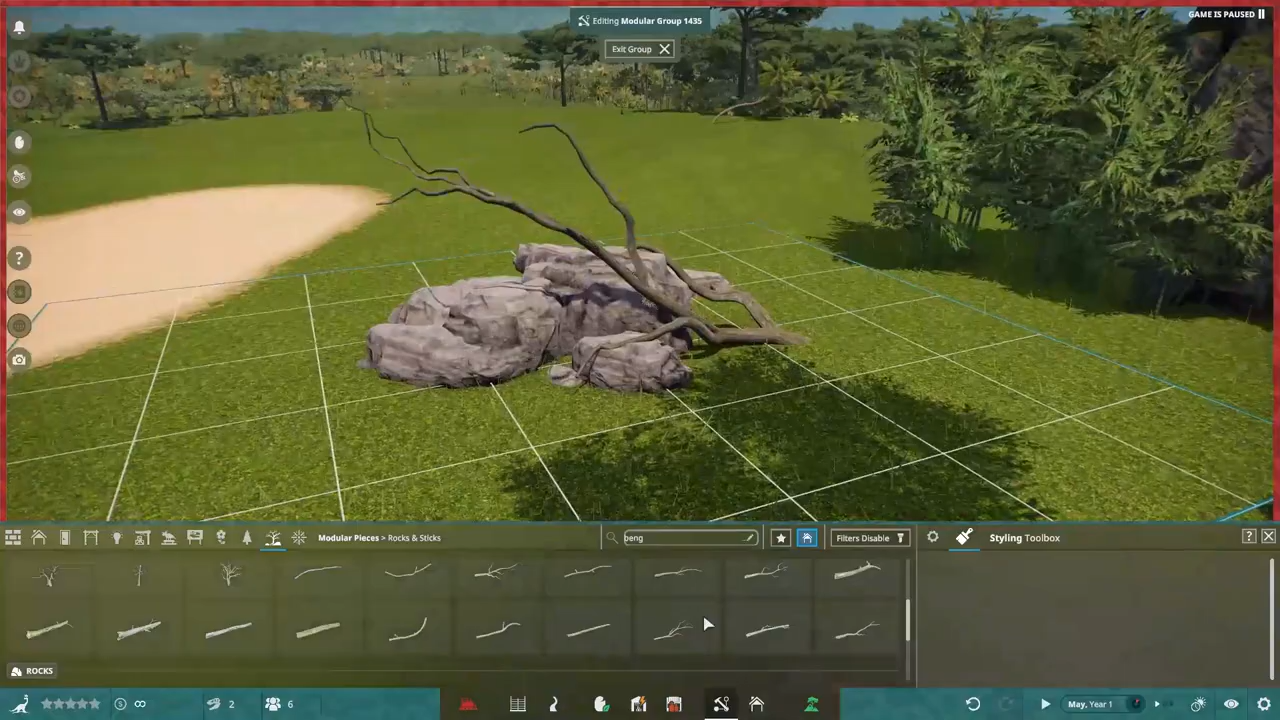 Editing Modular Group 1435
GAME IS PAUSED
Exit Group
Modular Pieces > Rocks & Sticks
peng
Filters Disable
Styling Toolbox
?
?
ROCKS
2
6
May, Year 1